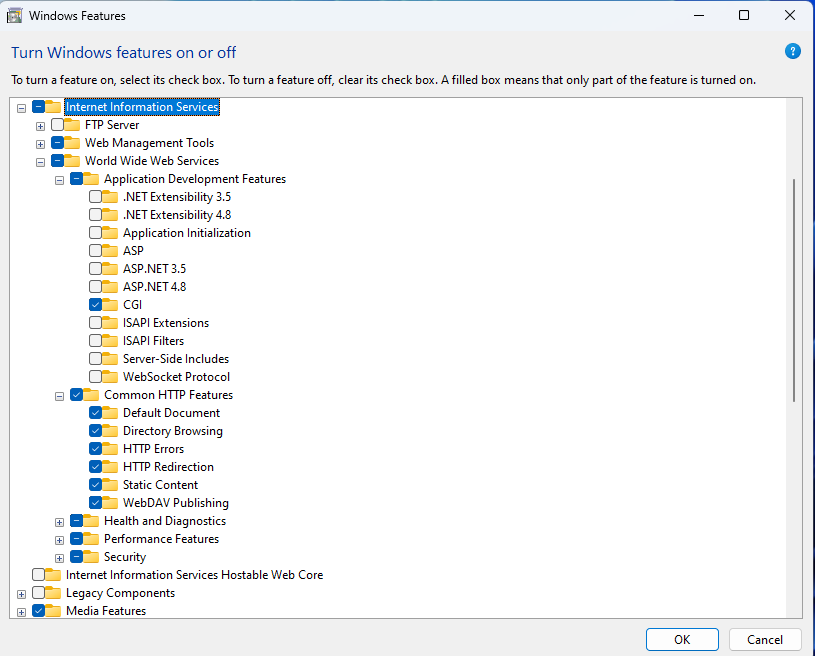 Windows Features
Turn Windows features on or off
?
To turn a feature on, select its check box. To turn a feature off, clear its check box. A filled box means that only part of the feature is turned on.
Internet Information Services
FTP Server
Web Management Tools
World Wide Web Services
Application Development Features
.NET Extensibility 3.5
.NET Extensibility 4.8
Application Initialization
ASP
ASP.NET 3.5
ASP.NET 4.8
CGI
ISAPI Extensions
ISAPI Filters
Server-Side Includes
WebSocket Protocol
Common HTTP Features
Default Document
Directory Browsing
HTTP Errors
HTTP Redirection
Static Content
WebDAV Publishing
Health and Diagnostics
Performance Features
Security
Internet Information Services Hostable Web Core
Legacy Components
Media Features
OK Cancel